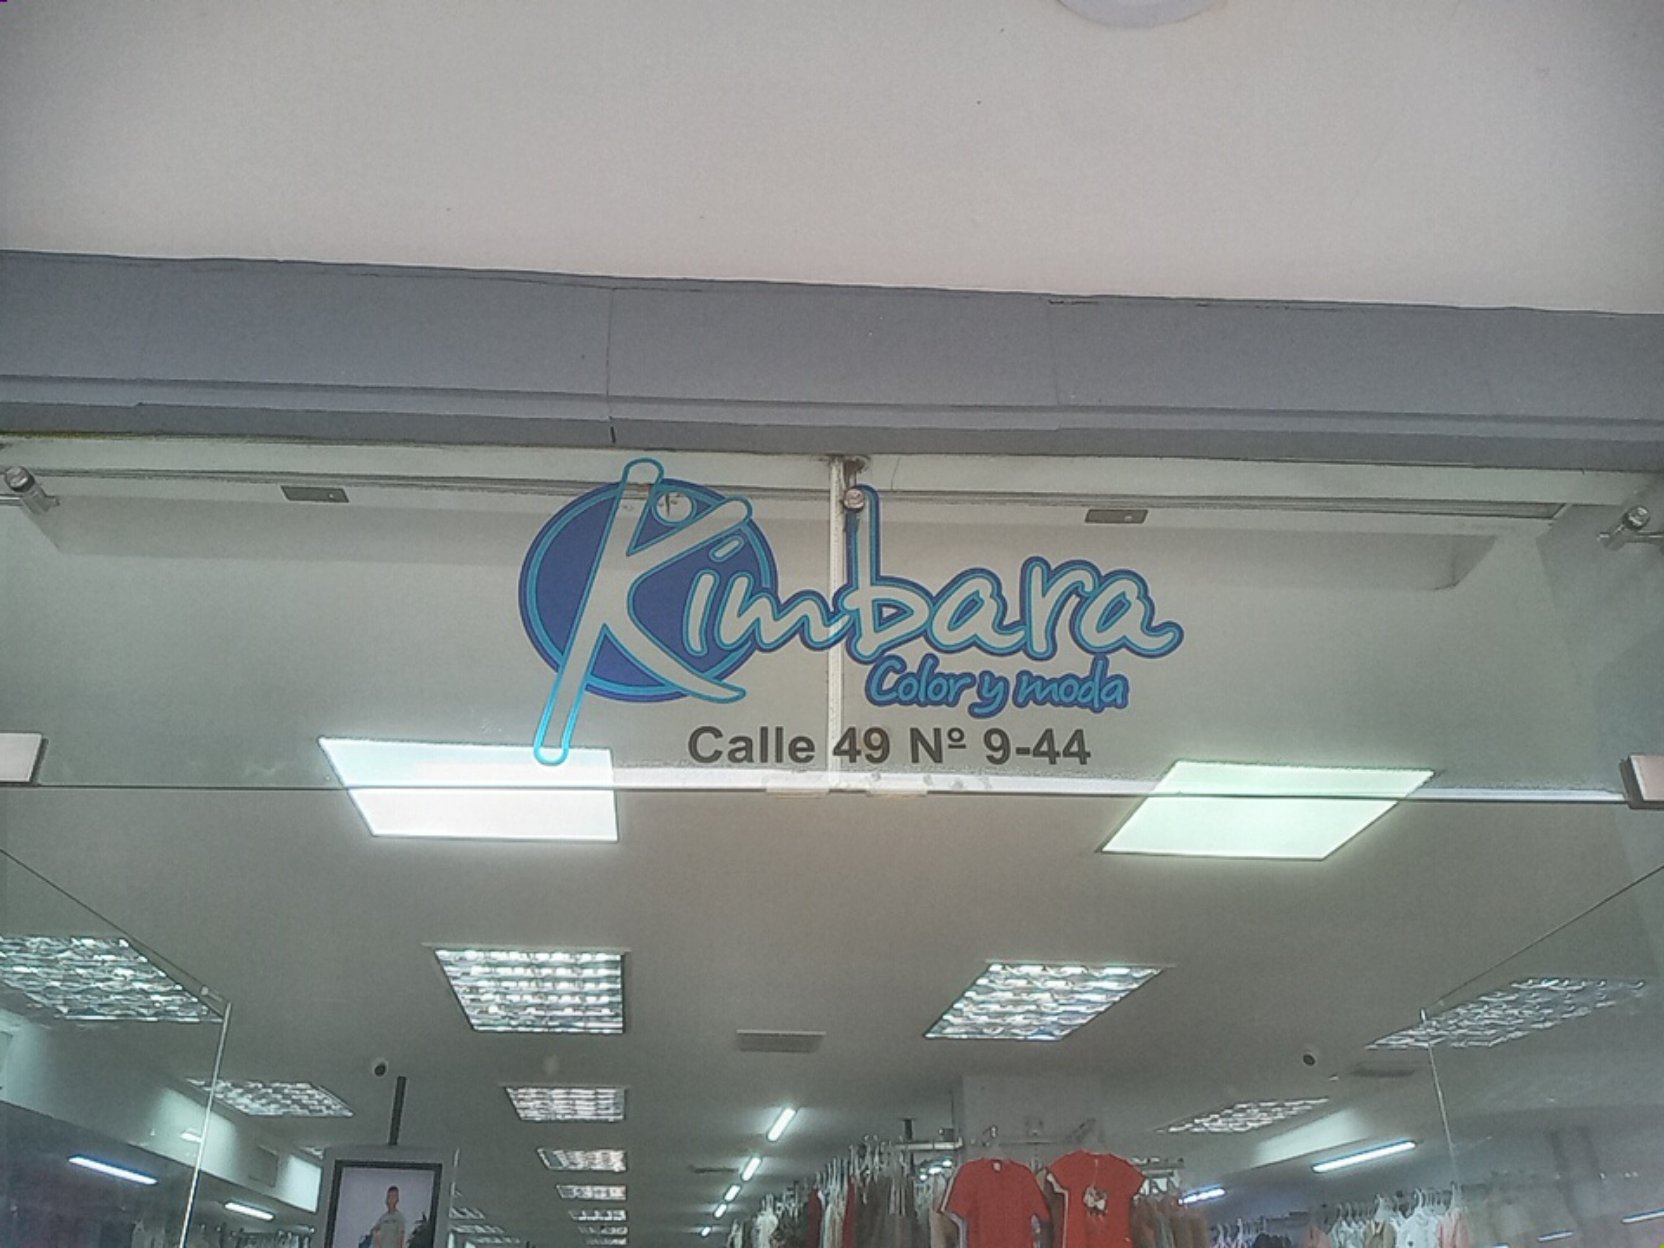 Kimbara
Color y moda
Calle 49 Nº 9-44